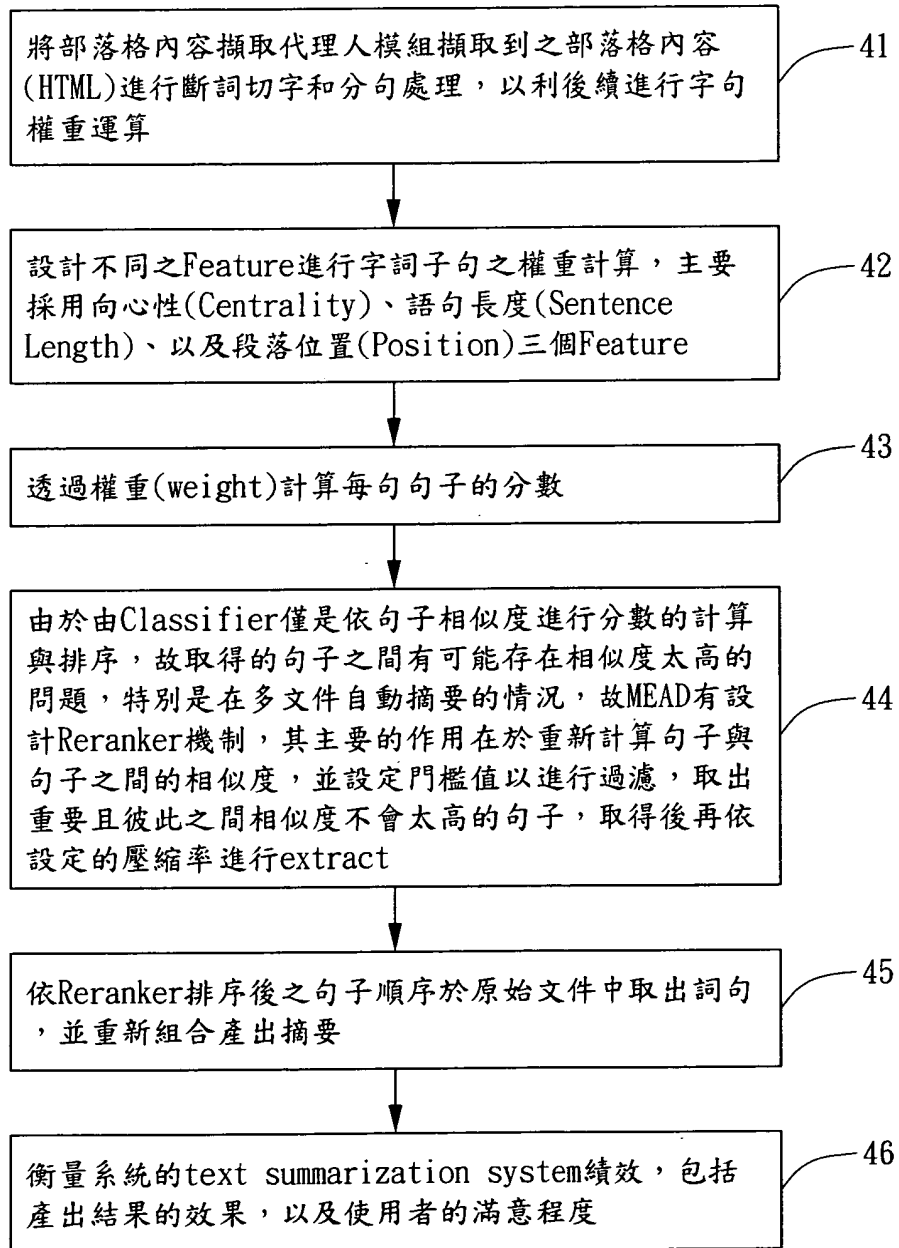 將部落格內容擷取代理人模組擷取到之部落格內容
(HTML)進行斷詞切字和分句處理，以利後續進行字句
權重運算
41
設計不同之Feature進行字詞子句之權重計算，主要
採用向心性(Centrality)、語句長度(Sentence
Length)、以及段落位置(Position)三個Feature
42
透過權重(weight)計算每句句子的分數
43
由於由Classifier僅是依句子相似度進行分數的計算
與排序，故取得的句子之間有可能存在相似度太高的
問題，特別是在多文件自動摘要的情況，故MEAD有設
計Reranker機制，其主要的作用在於重新計算句子與
句子之間的相似度，並設定門檻值以進行過濾，取出
重要且彼此之間相似度不會太高的句子，取得後再依
設定的壓縮率進行extract
44
依Reranker排序後之句子順序於原始文件中取出詞句
，並重新組合產出摘要
45
衡量系統的text summarization system績效，包括
產出結果的效果，以及使用者的滿意程度
46